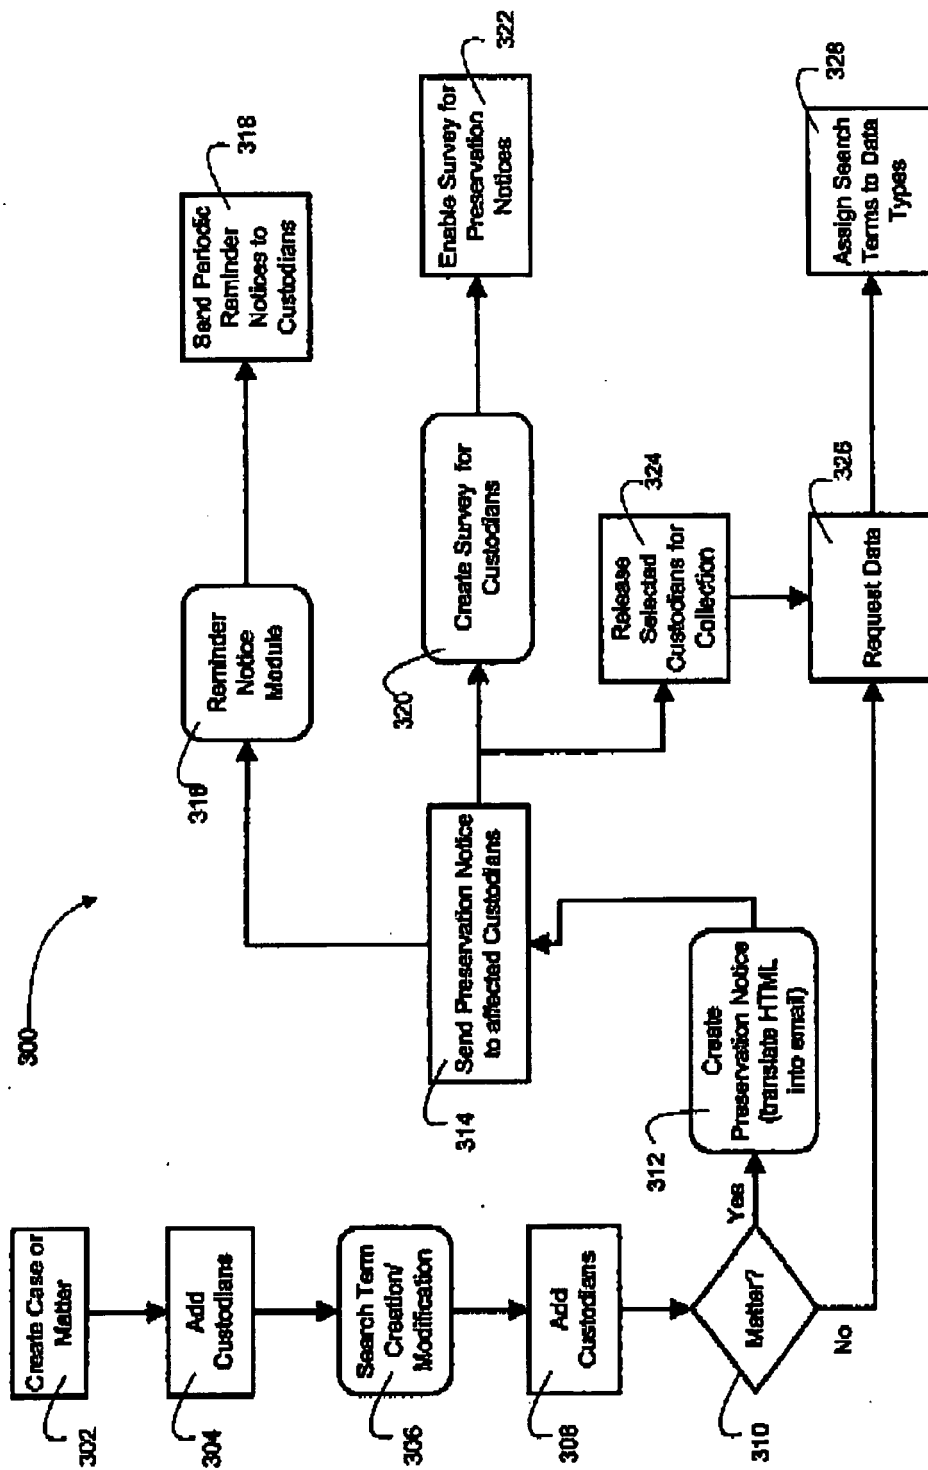 300
Create Case or
Matter
302
Add
Custodians
304
Search Term
Creation/
Modification
306
Add
Custodians
308
Matter?
310
Yes
No
Create
Preservation Notice
(translate HTML
into email)
312
Send Preservation Notice
to affected Custodians
314
Reminder
Notice
Module
316
Send Periodic
Reminder
Notices to
Custodians
318
Create Survey for
Custodians
320
Enable Survey for
Preservation
Notices
322
Release
Selected
Custodians for
Collection
324
Request Data
326
Assign Search
Terms to Data
Types
328